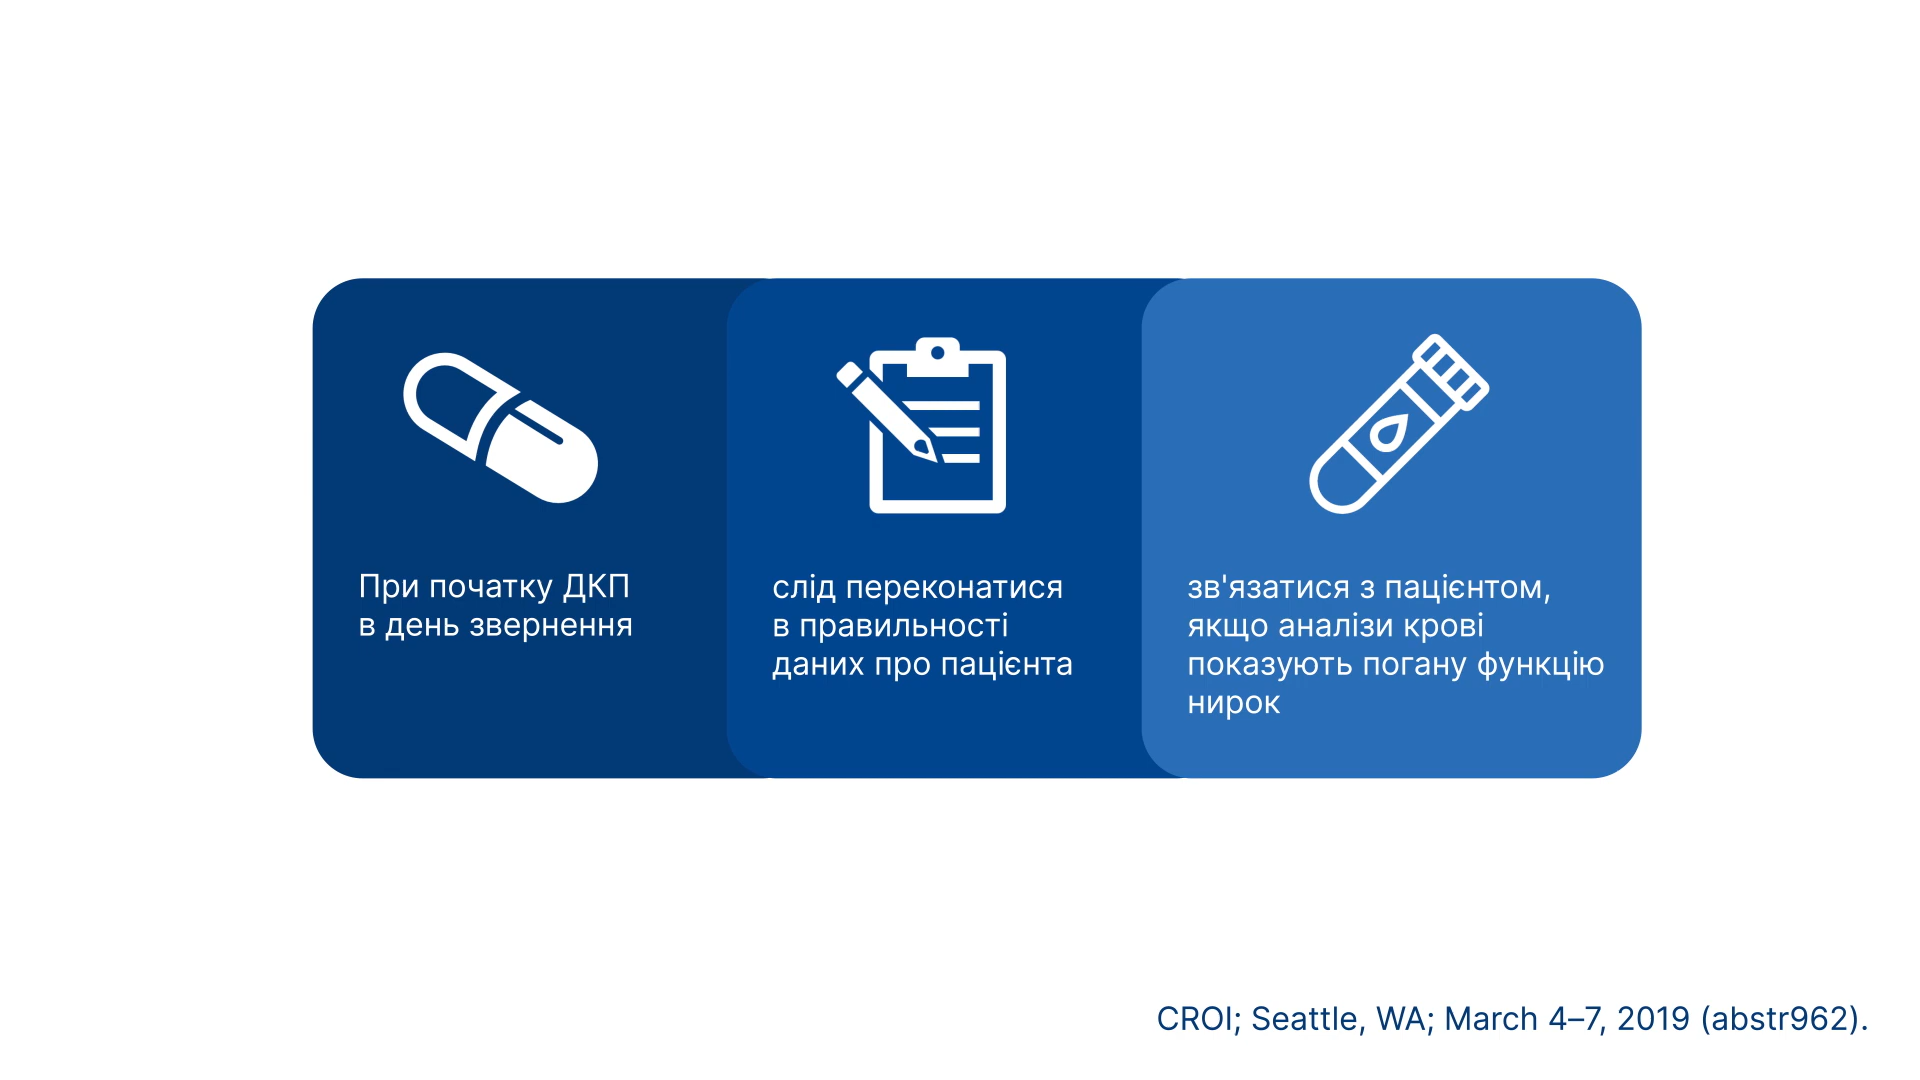 При початку ДКП
в день звернення
слід переконатися
в правильності
даних про пацієнта
зв'язатися з пацієнтом,
якщо аналізи крові
показують погану функцію
нирок
CROI; Seattle, WA; March 4–7, 2019 (abstr962).